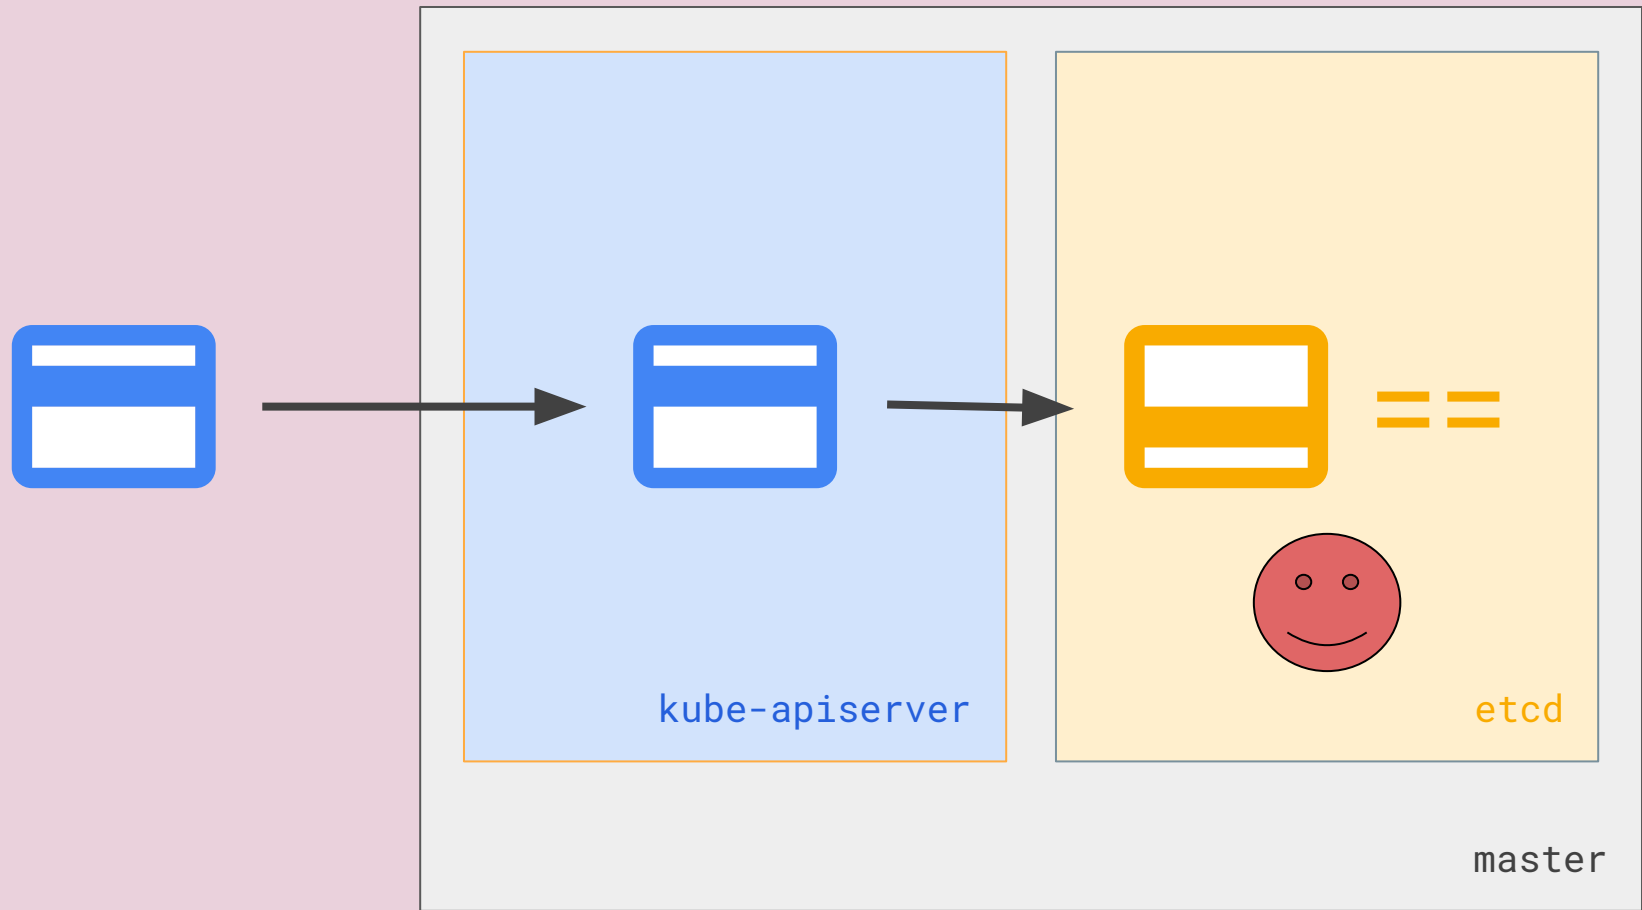 ==
kube-apiserver
etcd
master